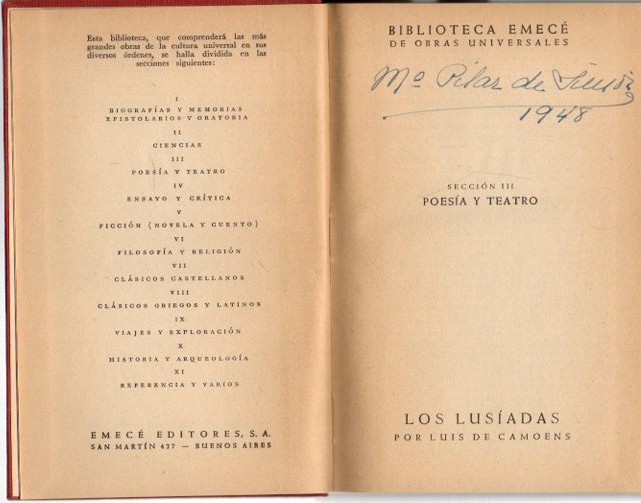 Esta biblioteca, que comprenderá las más
grandes obras de la cultura universal en sus
diversos órdenes, se halla dividida en las
secciones siguientes:
I
BIOGRAFÍAS Y MEMORIAS
EPISTOLARIOS Y ORATORIA
II
CIENCIAS
III
POESÍA Y TEATRO
IV
ENSAYO Y CRÍTICA
V
FICCIÓN (NOVELA Y CUENTO)
VI
FILOSOFÍA Y RELIGIÓN
VII
CLÁSICOS CASTELLANOS
VIII
CLÁSICOS GRIEGOS Y LATINOS
IX
VIAJES Y EXPLORACIÓN
X
HISTORIA Y ARQUEOLOGÍA
XI
REFERENCIA Y VARIOS
EMECÉ EDITORES, S.A.
SAN MARTÍN 427 — BUENOS AIRES
BIBLIOTECA EMECÉ
DE OBRAS UNIVERSALES
Mª Pilar de
1948
SECCIÓN III
POESÍA Y TEATRO
LOS LUSÍADAS
POR LUIS DE CAMOENS